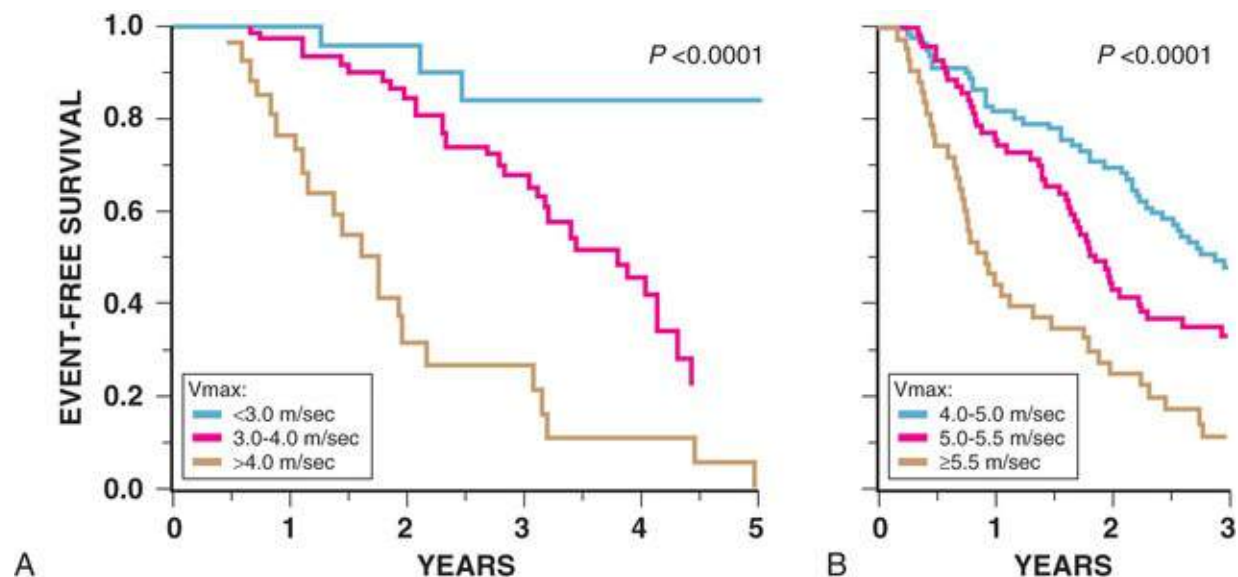 EVENT-FREE SURVIVAL
1.0
0.8
0.6
0.4
0.2
0.0
P <0.0001
Vmax:
<3.0 m/sec
3.0-4.0 m/sec
>4.0 m/sec
0 1 2 3 4 5
YEARS
A
P <0.0001
Vmax:
4.0-5.0 m/sec
5.0-5.5 m/sec
≥5.5 m/sec
0 1 2 3
YEARS
B